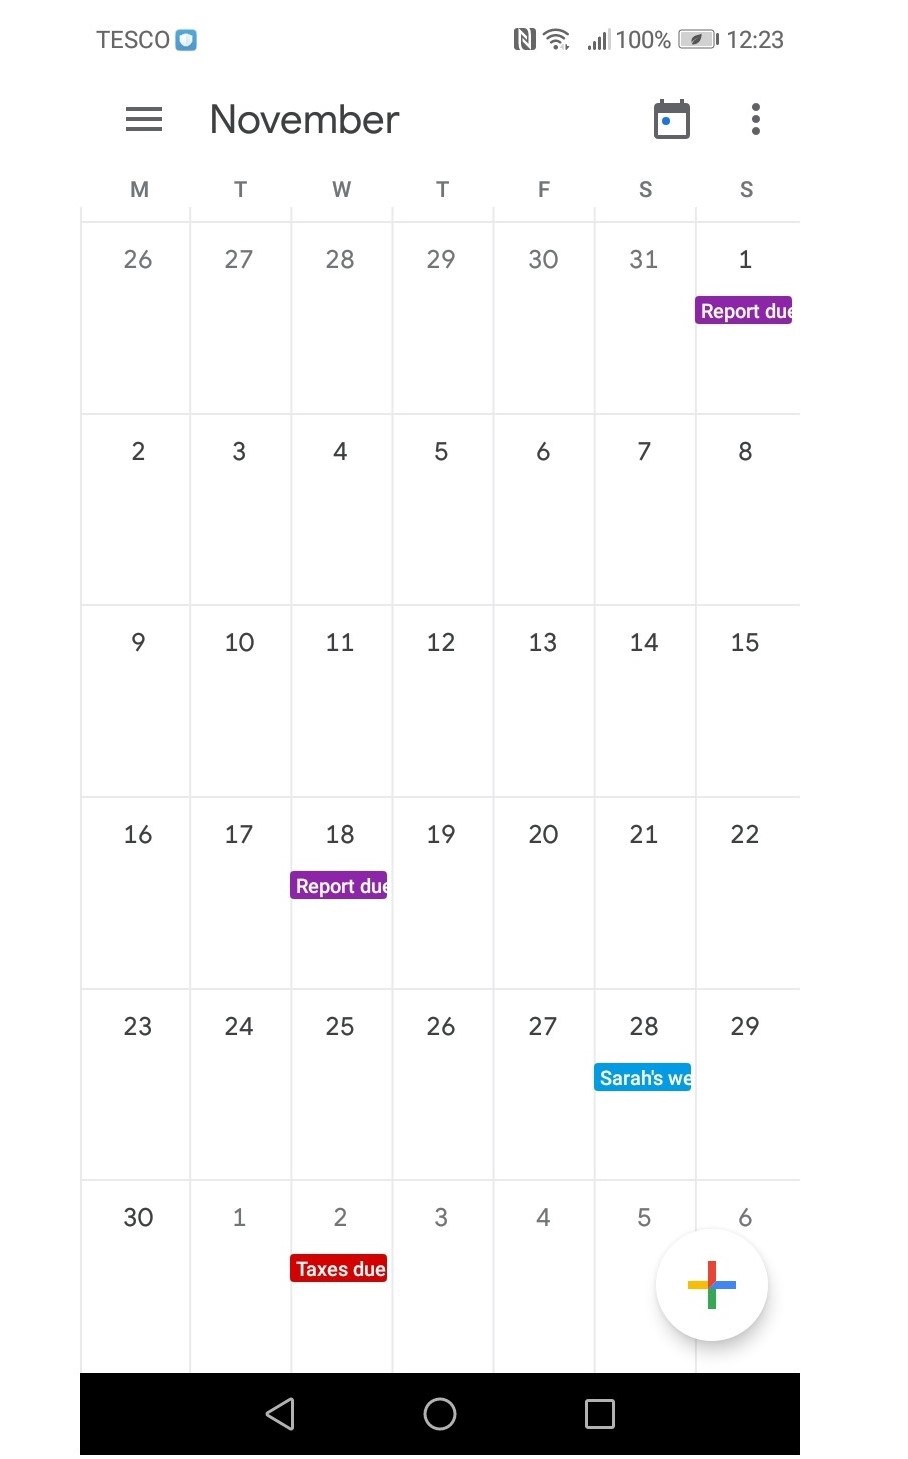 TESCO 100% 12:23
November
M T W T F S S
26 27 28 29 30 31 1
Report due
2 3 4 5 6 7 8
9 10 11 12 13 14 15
16 17 18 19 20 21 22
Report due
23 24 25 26 27 28 29
Sarah's we
30 1 2 3 4 5 6
Taxes due